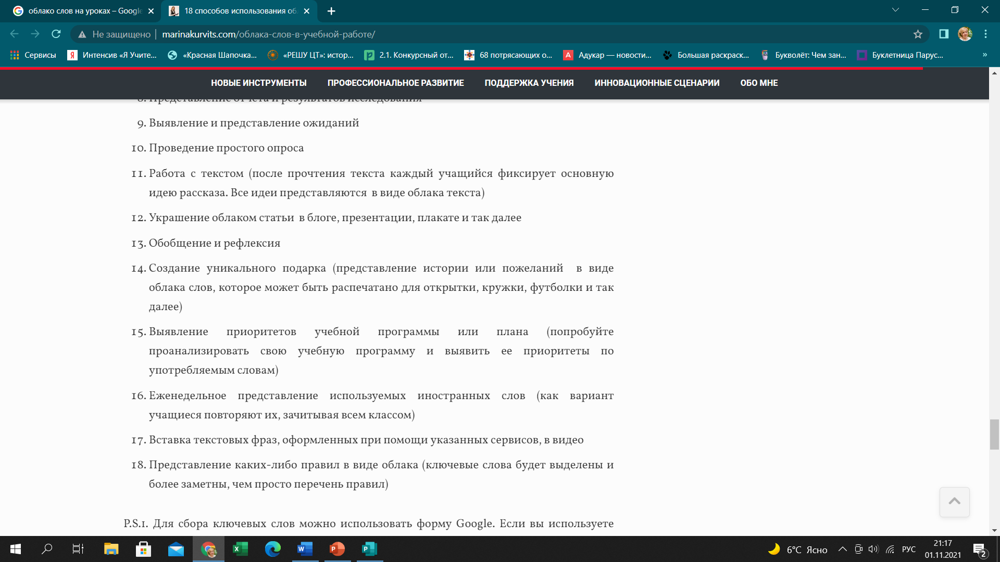 облако слов на уроках – Google
18 способов использования об
Не защищено
marinakurvits.com/облака-слов-в-учебной-работе/
Сервисы
Интенсив «Я Учите...
«Красная Шапочка...
«РЕШУ ЦТ»: истор...
2.1. Конкурсный от...
68 потрясающих о...
Адукар — новости...
Большая раскраск...
Букволёт: Чем зан...
Буклетница Парус...
»
НОВЫЕ ИНСТРУМЕНТЫ
ПРОФЕССИОНАЛЬНОЕ РАЗВИТИЕ
ПОДДЕРЖКА УЧЕНИЯ
ИННОВАЦИОННЫЕ СЦЕНАРИИ
ОБО МНЕ
8. Представление отчета и результатов исследования
9. Выявление и представление ожиданий
10. Проведение простого опроса
11. Работа с текстом (после прочтения текста каждый учащийся фиксирует основную
идею рассказа. Все идеи представляются в виде облака текста)
12. Украшение облаком статьи в блоге, презентации, плакате и так далее
13. Обобщение и рефлексия
14. Создание уникального подарка (представление истории или пожеланий в виде
облака слов, которое может быть распечатано для открытки, кружки, футболки и так
далее)
15. Выявление приоритетов учебной программы или плана (попробуйте
проанализировать свою учебную программу и выявить ее приоритеты по
употребляемым словам)
16. Еженедельное представление используемых иностранных слов (как вариант
учащиеся повторяют их, зачитывая всем классом)
17. Вставка текстовых фраз, оформленных при помощи указанных сервисов, в видео
18. Представление каких-либо правил в виде облака (ключевые слова будет выделены и
более заметны, чем просто перечень правил)
P.S.1. Для сбора ключевых слов можно использовать форму Google. Если вы используете
6°C Ясно
РУС
21:17
01.11.2021
2